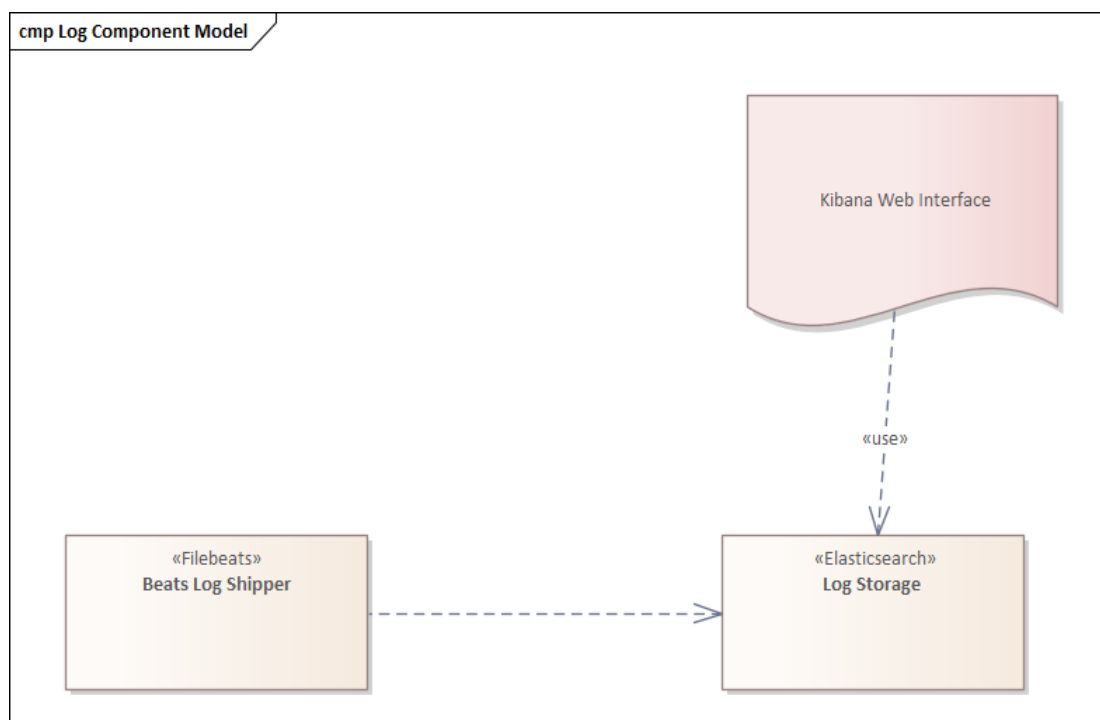 cmp Log Component Model
Kibana Web Interface
«use»
«Filebeats»
Beats Log Shipper
«Elasticsearch»
Log Storage